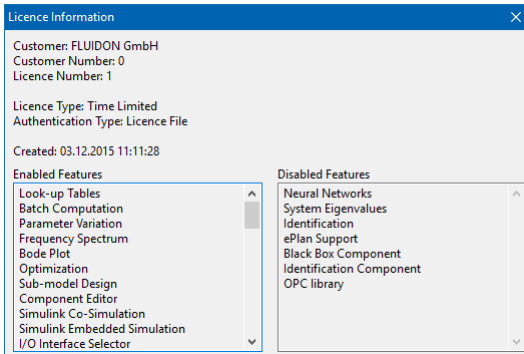 Licence Information
Customer: FLUIDON GmbH
Customer Number: 0
Licence Number: 1
Licence Type: Time Limited
Authentication Type: Licence File
Created: 03.12.2015 11:11:28
Enabled Features
Look-up Tables
Batch Computation
Parameter Variation
Frequency Spectrum
Bode Plot
Optimization
Sub-model Design
Component Editor
Simulink Co-Simulation
Simulink Embedded Simulation
I/O Interface Selector
Disabled Features
Neural Networks
System Eigenvalues
Identification
ePlan Support
Black Box Component
Identification Component
OPC library